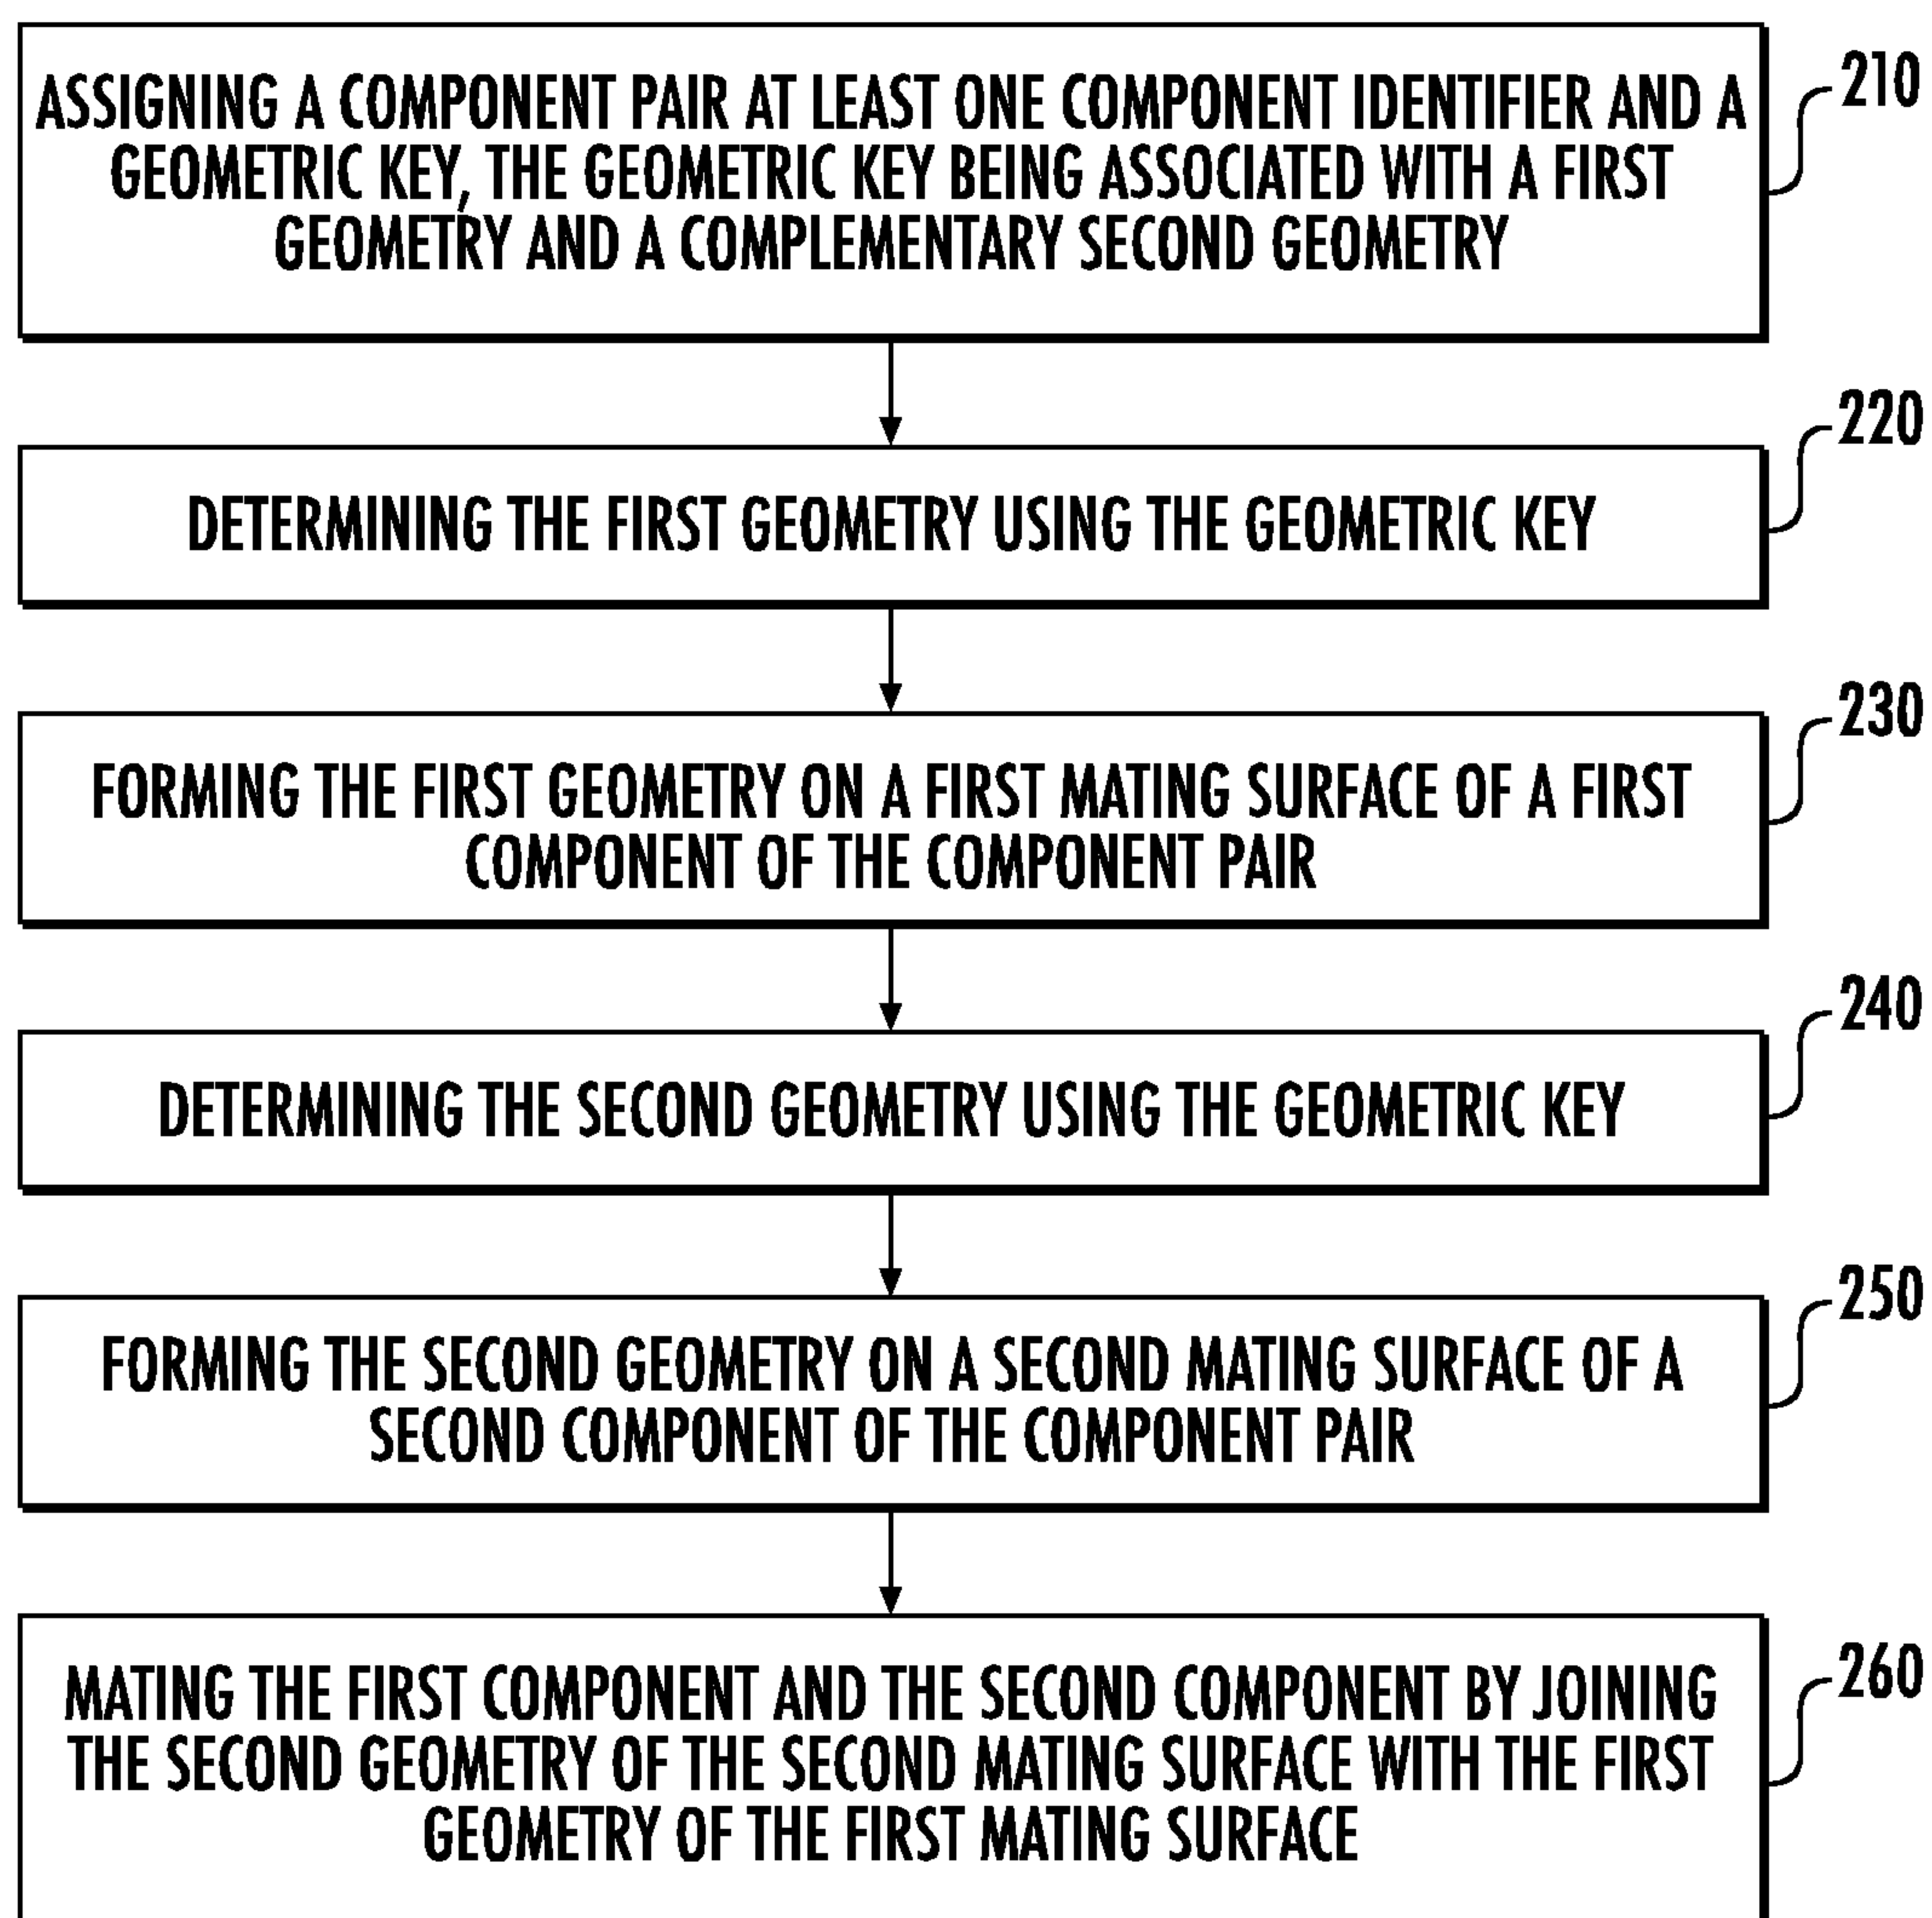 210
ASSIGNING A COMPONENT PAIR AT LEAST ONE COMPONENT IDENTIFIER AND A
GEOMETRIC KEY, THE GEOMETRIC KEY BEING ASSOCIATED WITH A FIRST
GEOMETRY AND A COMPLEMENTARY SECOND GEOMETRY
220
DETERMINING THE FIRST GEOMETRY USING THE GEOMETRIC KEY
230
FORMING THE FIRST GEOMETRY ON A FIRST MATING SURFACE OF A FIRST
COMPONENT OF THE COMPONENT PAIR
240
DETERMINING THE SECOND GEOMETRY USING THE GEOMETRIC KEY
250
FORMING THE SECOND GEOMETRY ON A SECOND MATING SURFACE OF A
SECOND COMPONENT OF THE COMPONENT PAIR
260
MATING THE FIRST COMPONENT AND THE SECOND COMPONENT BY JOINING
THE SECOND GEOMETRY OF THE SECOND MATING SURFACE WITH THE FIRST
GEOMETRY OF THE FIRST MATING SURFACE